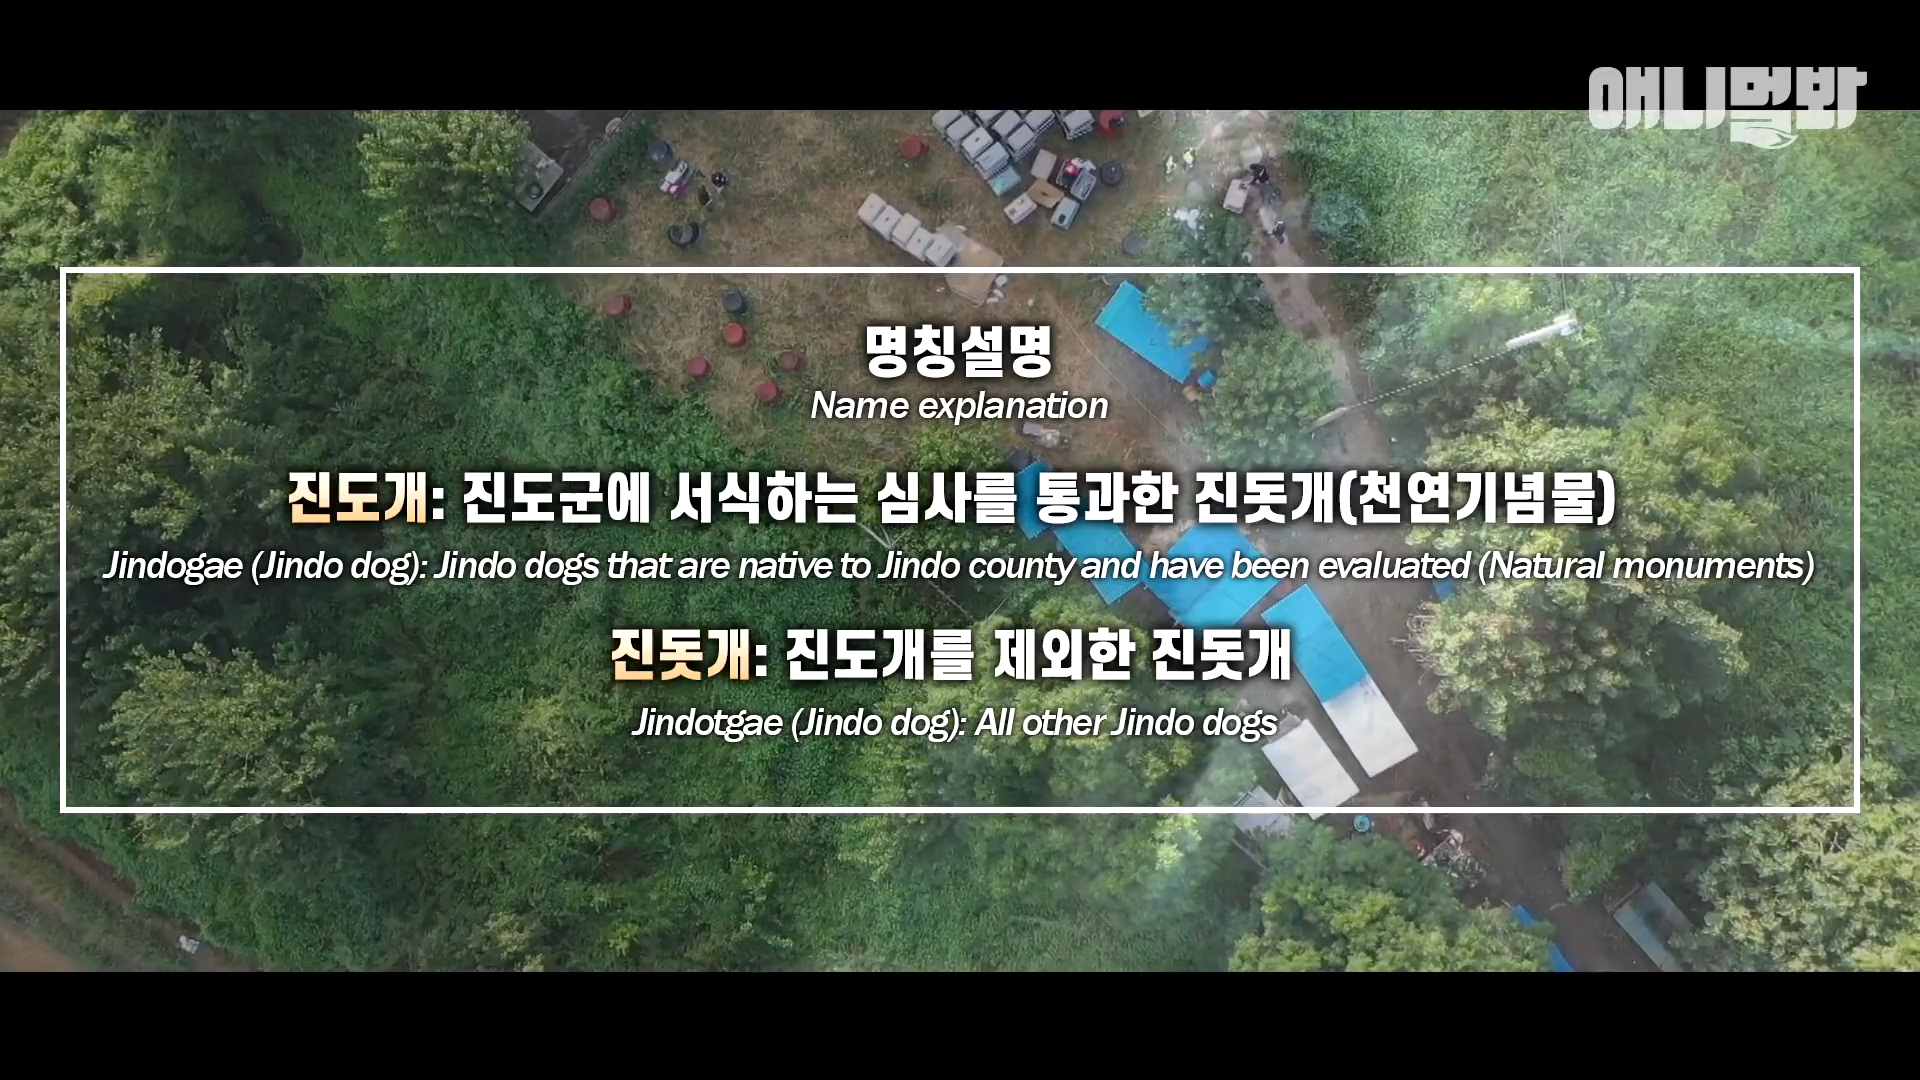 애니멀봐
명칭설명
Name explanation
진도개: 진도군에 서식하는 심사를 통과한 진돗개(천연기념물)
Jindogae (Jindo dog): Jindo dogs that are native to Jindo county and have been evaluated (Natural monuments)
진돗개: 진도개를 제외한 진돗개
Jindotgae (Jindo dog): All other Jindo dogs